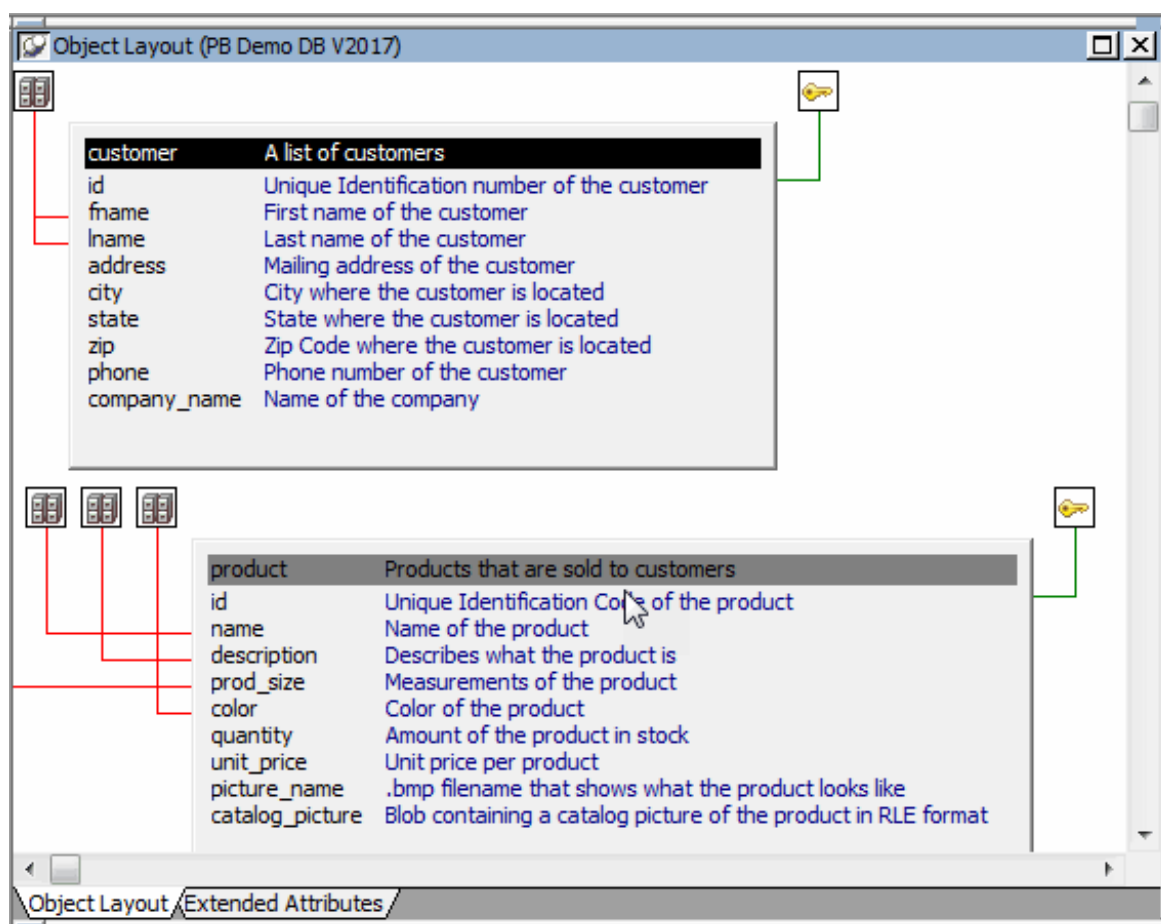 Object Layout (PB Demo DB V2017)
customer A list of customers
id Unique Identification number of the customer
fname First name of the customer
lname Last name of the customer
address Mailing address of the customer
city City where the customer is located
state State where the customer is located
zip Zip Code where the customer is located
phone Phone number of the customer
company_name Name of the company
product Products that are sold to customers
id Unique Identification Code of the product
name Name of the product
description Describes what the product is
prod_size Measurements of the product
color Color of the product
quantity Amount of the product in stock
unit_price Unit price per product
picture_name .bmp filename that shows what the product looks like
catalog_picture Blob containing a catalog picture of the product in RLE format
Object Layout Extended Attributes